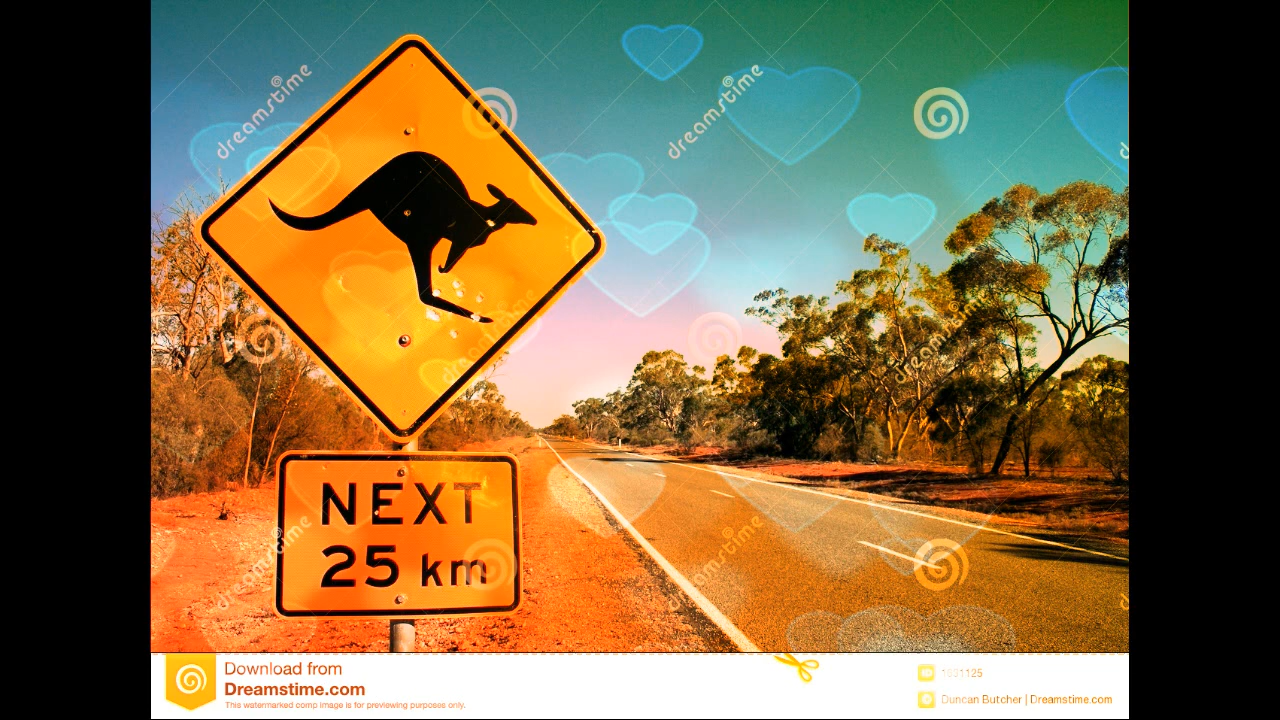 dreamstime
dreamstime
NEXT
25 km
dreamstime
dreamstime
dreamstime
dreamstime
Download from
Dreamstime.com
This watermarked comp image is for previewing purposes only.
Duncan Butcher | Dreamstime.com